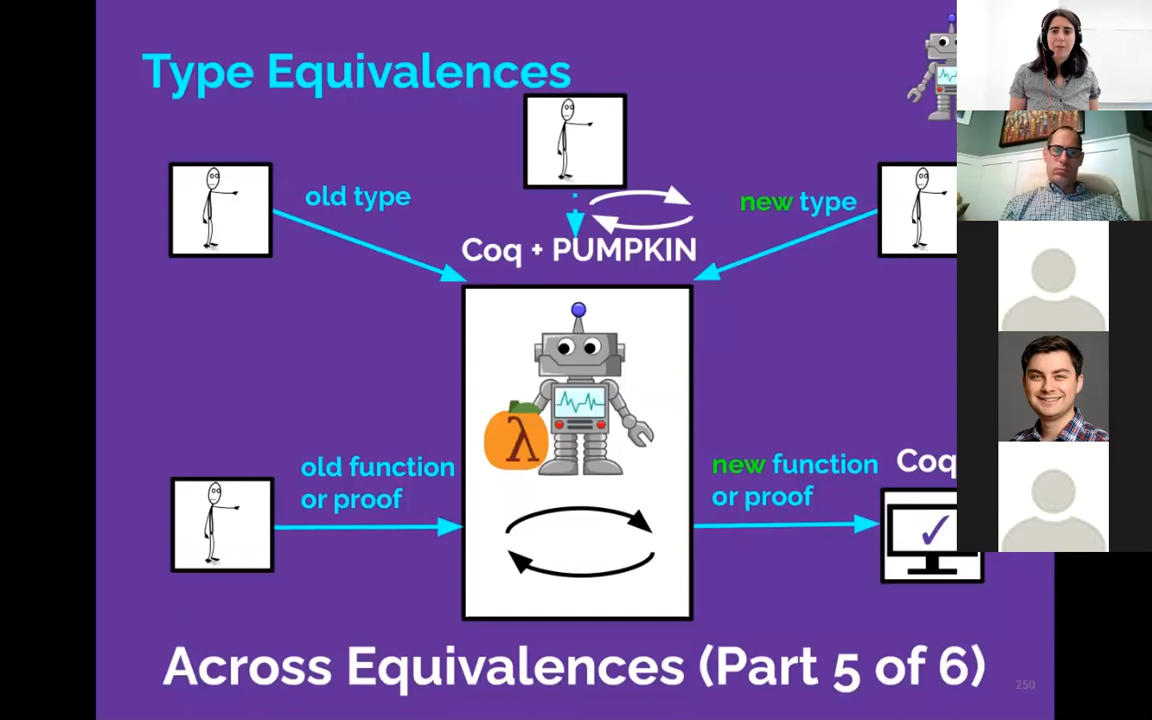 Type Equivalences
old type
new type
Coq + PUMPKIN
λ
old function
or proof
new function
or proof
Coq
Across Equivalences (Part 5 of 6)
250